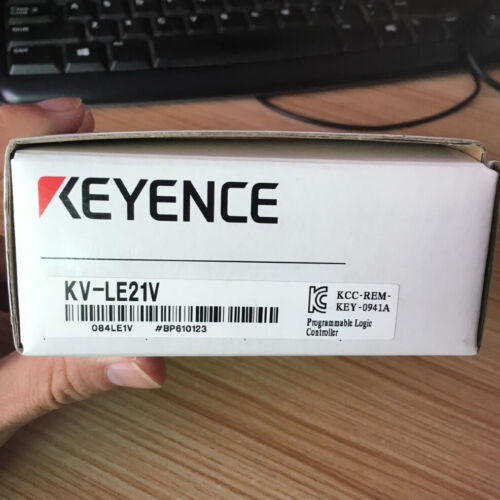 KEYENCE
KV-LE21V
084LE1V #BP610123
KCC-REM-
KEY-0941A
Programmable Logic
Controller